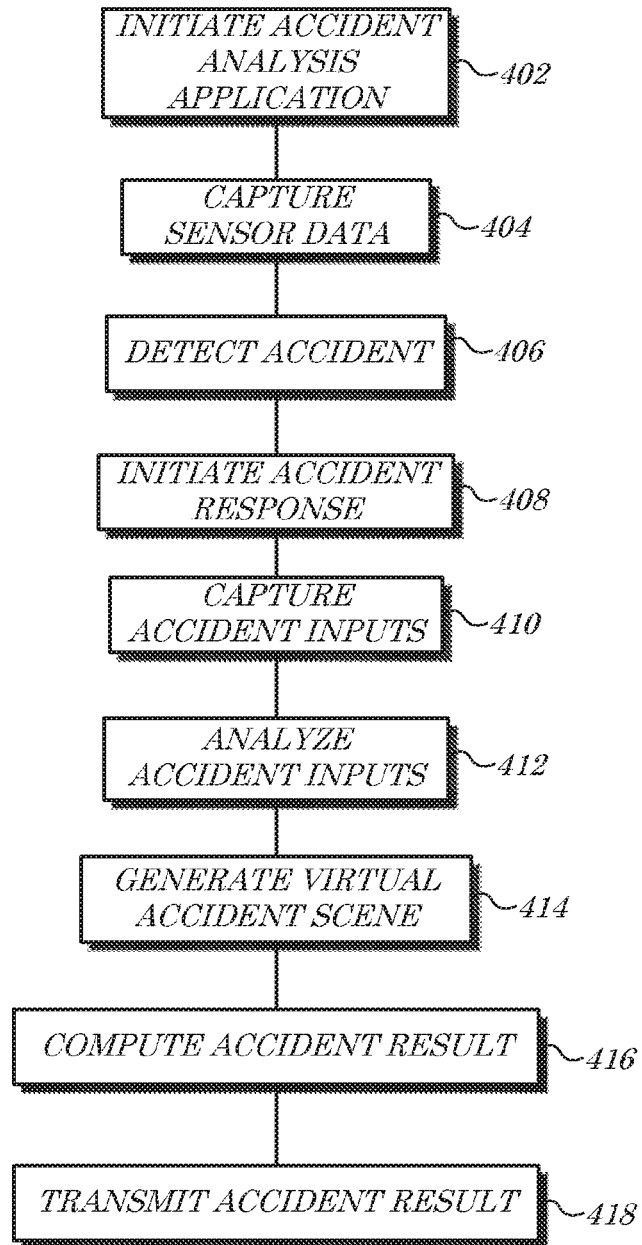 INITIATE ACCIDENT
ANALYSIS
APPLICATION
402
CAPTURE
SENSOR DATA
404
DETECT ACCIDENT
406
INITIATE ACCIDENT
RESPONSE
408
CAPTURE
ACCIDENT INPUTS
410
ANALYZE
ACCIDENT INPUTS
412
GENERATE VIRTUAL
ACCIDENT SCENE
414
COMPUTE ACCIDENT RESULT
416
TRANSMIT ACCIDENT RESULT
418